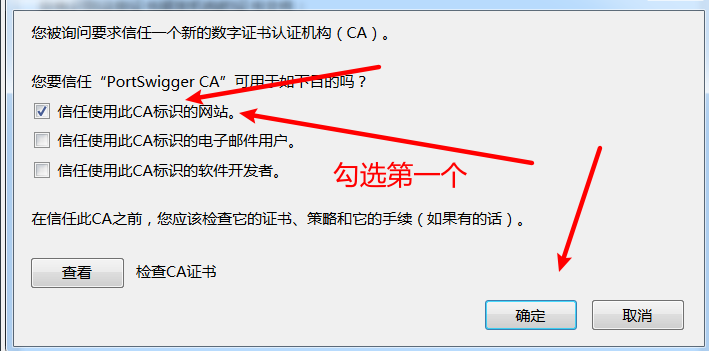 您被询问要求信任一个新的数字证书认证机构（CA）。
您要信任“PortSwigger CA”可用于如下目的吗？
信任使用此CA标识的网站。
信任使用此CA标识的电子邮件用户。
信任使用此CA标识的软件开发者。
勾选第一个
在信任此CA之前，您应该检查它的证书、策略和它的手续（如果有的话）。
查看 检查CA证书
确定 取消